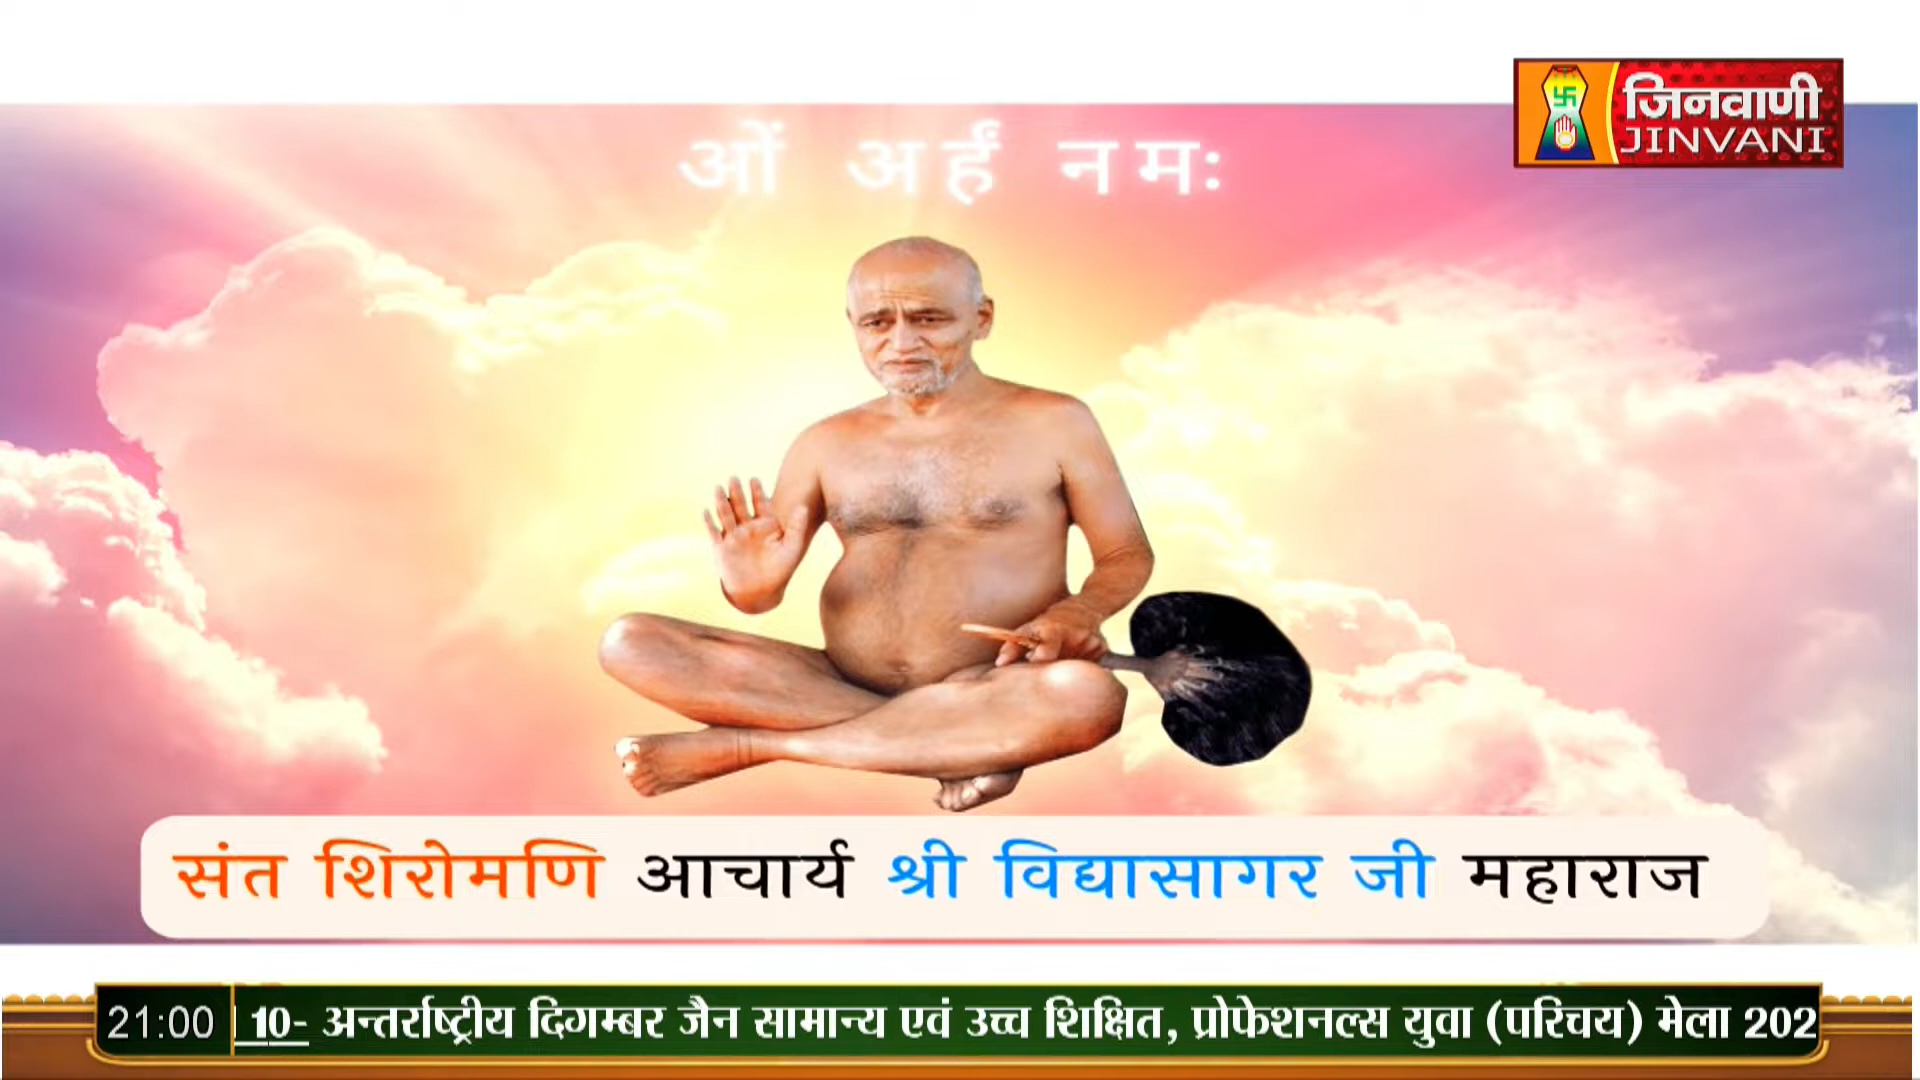 जिनवाणी
JINVANI
ओं अर्हं नमः
संत शिरोमणि आचार्य श्री विद्यासागर जी महाराज
21:00 10- अन्तर्राष्ट्रीय दिगम्बर जैन सामान्य एवं उच्च शिक्षित, प्रोफेशनल्स युवा (परिचय) मेला 202